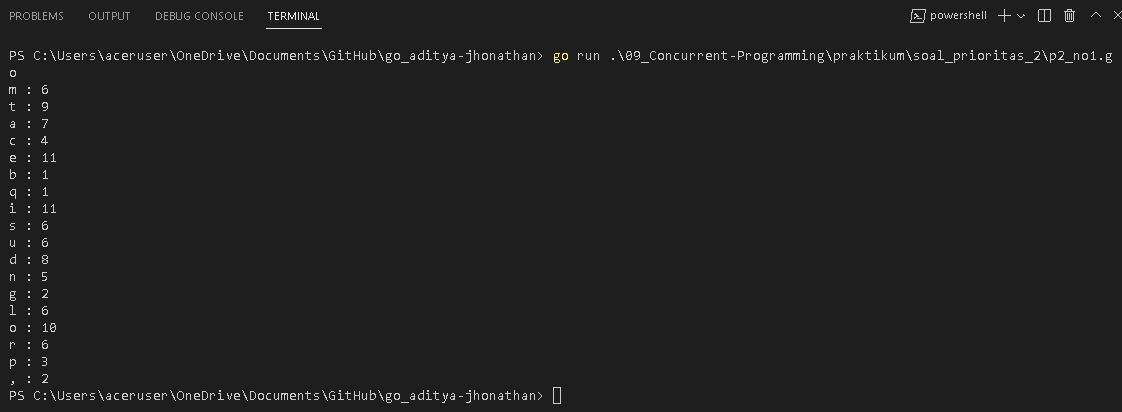 PROBLEMS OUTPUT DEBUG CONSOLE TERMINAL powershell
PS C:\Users\aceruser\OneDrive\Documents\GitHub\go_aditya-jhonathan> go run .\09_Concurrent-Programming\praktikum\soal_prioritas_2\p2_no1.g
o
m : 6
t : 9
a : 7
c : 4
e : 11
b : 1
q : 1
i : 11
s : 6
u : 6
d : 8
n : 5
g : 2
l : 6
o : 10
r : 6
p : 3
, : 2
PS C:\Users\aceruser\OneDrive\Documents\GitHub\go_aditya-jhonathan>